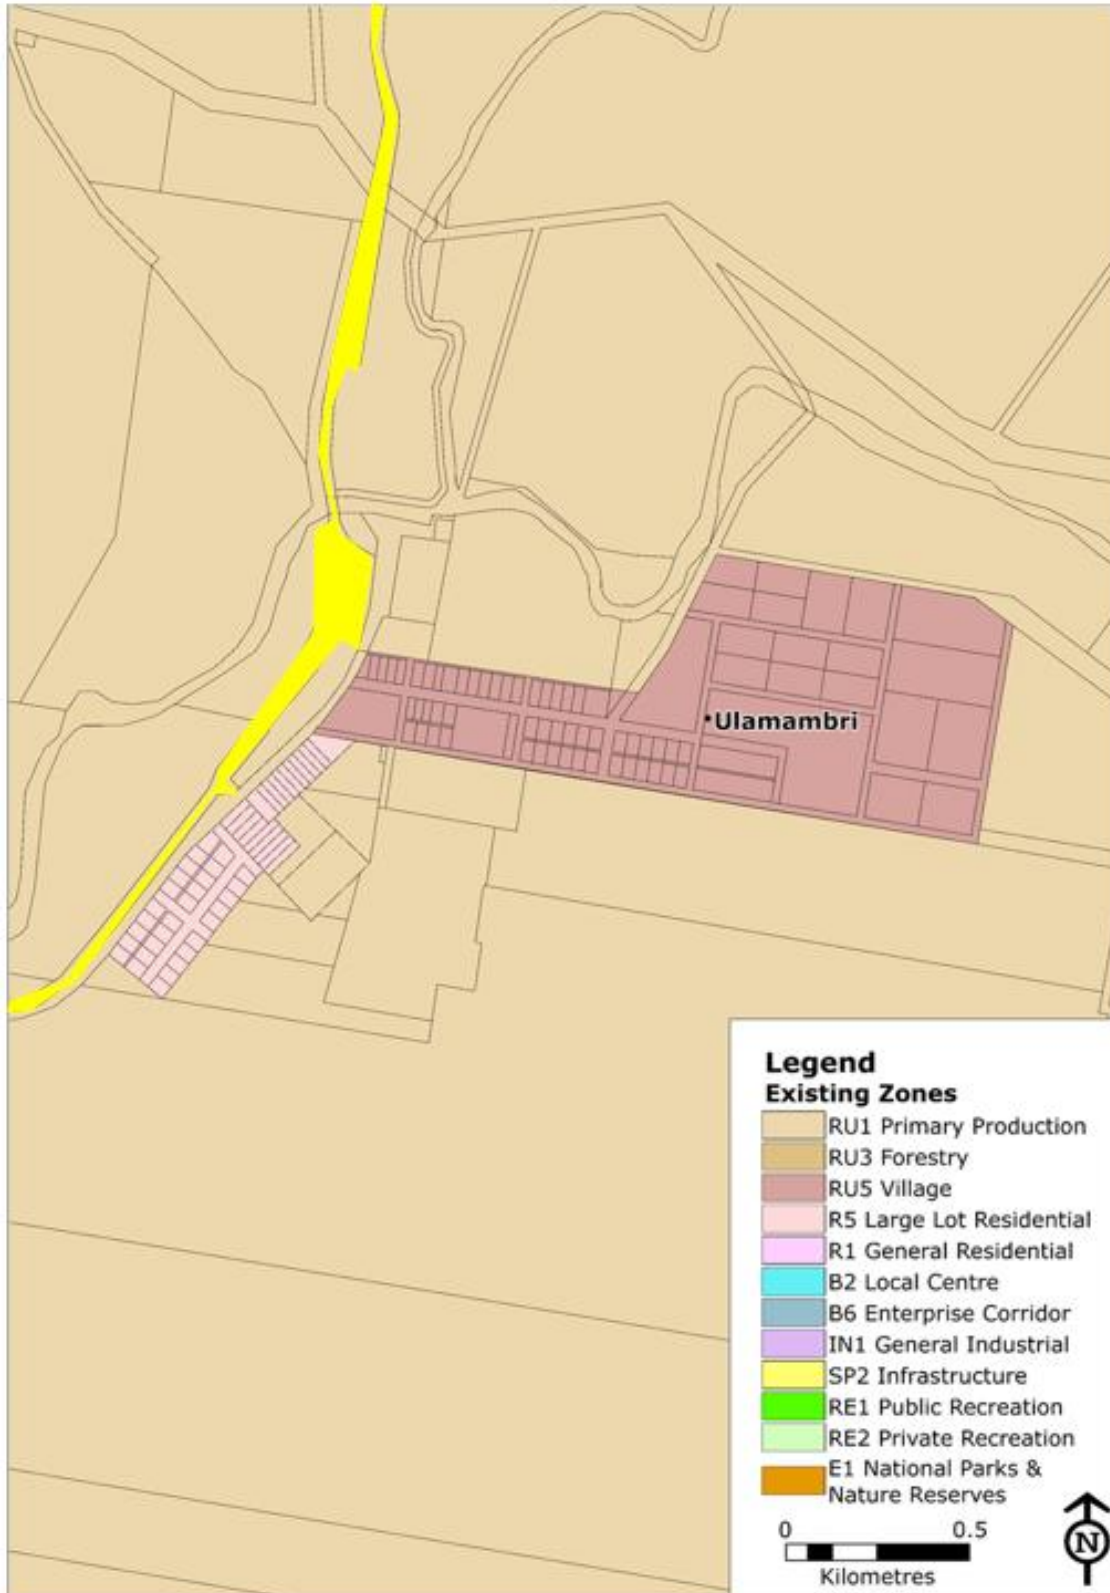 Ulamambri
Legend
Existing Zones
RU1 Primary Production
RU3 Forestry
RU5 Village
R5 Large Lot Residential
R1 General Residential
B2 Local Centre
B6 Enterprise Corridor
IN1 General Industrial
SP2 Infrastructure
RE1 Public Recreation
RE2 Private Recreation
E1 National Parks &
Nature Reserves
0 0.5
Kilometres
N